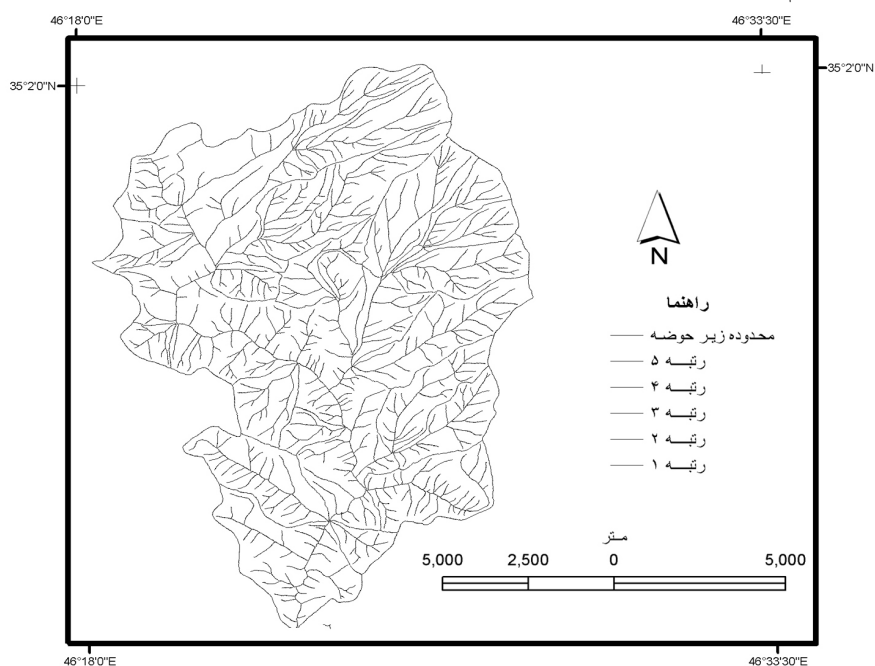 46°18'0"E
46°33'30"E
35°2'0"N
35°2'0"N
N
راهنما
محدوده زیر حوضه
رتبه ۵
رتبه ۴
رتبه ۳
رتبه ۲
رتبه ۱
متر
5,000 2,500 0 5,000
46°18'0"E
46°33'30"E